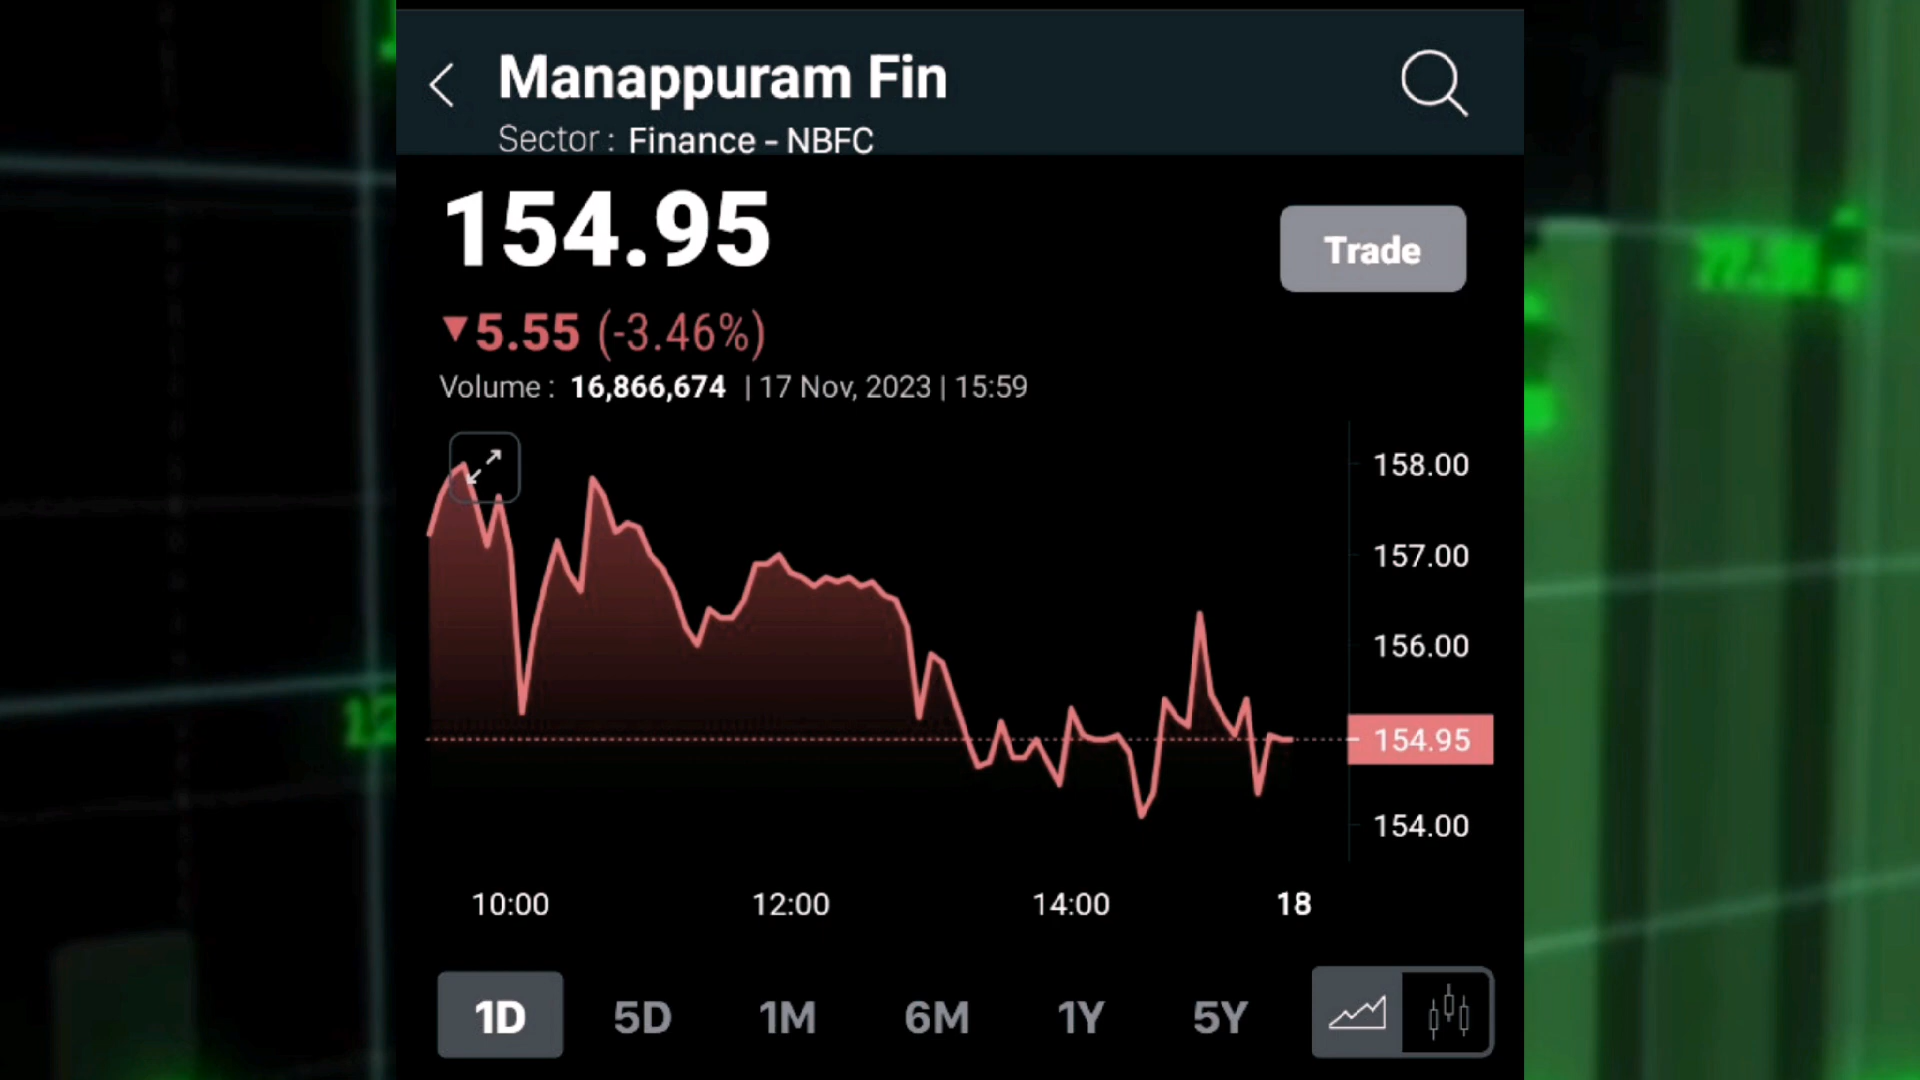 Manappuram Fin
Sector : Finance - NBFC
154.95
Trade
▼5.55 (-3.46%)
Volume : 16,866,674 | 17 Nov, 2023 | 15:59
158.00
157.00
156.00
154.95
154.00
10:00 12:00 14:00 18
1D 5D 1M 6M 1Y 5Y